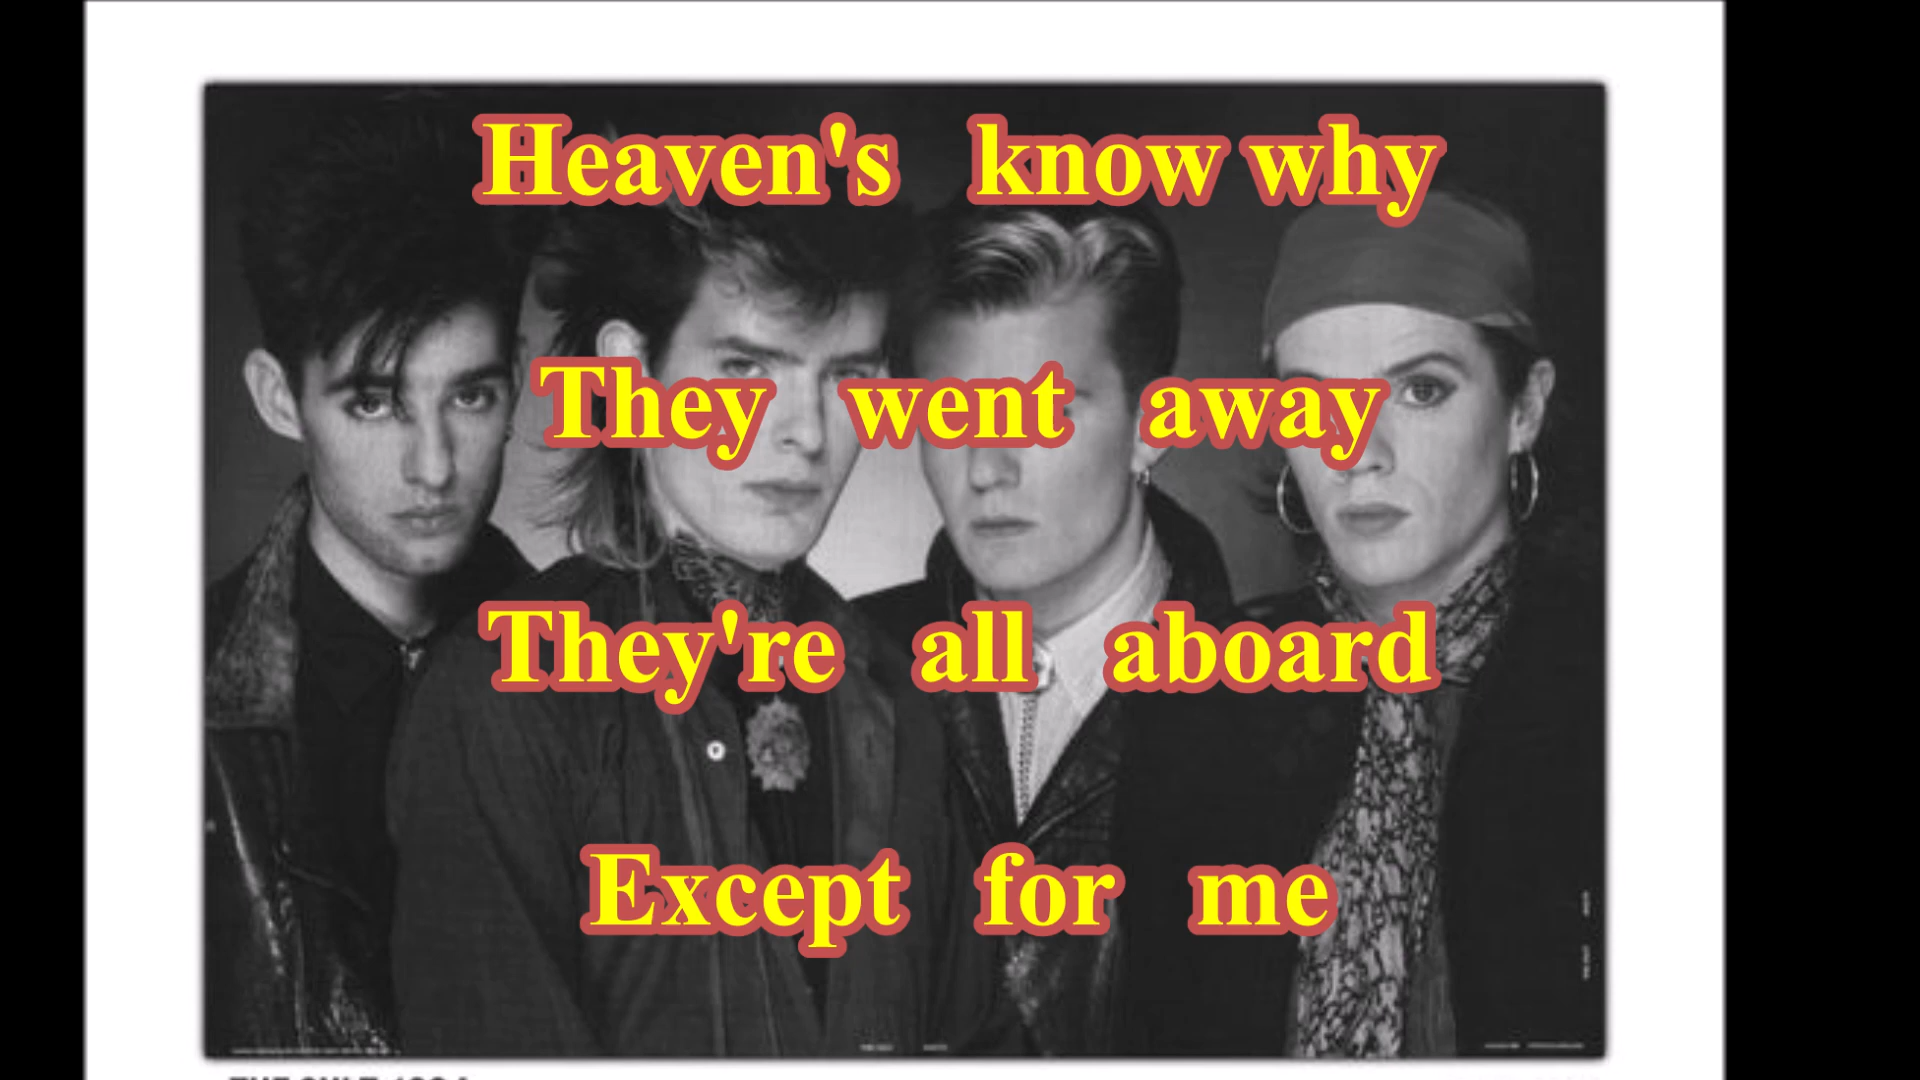 Heaven's know why
They went away
They're all aboard
Except for me